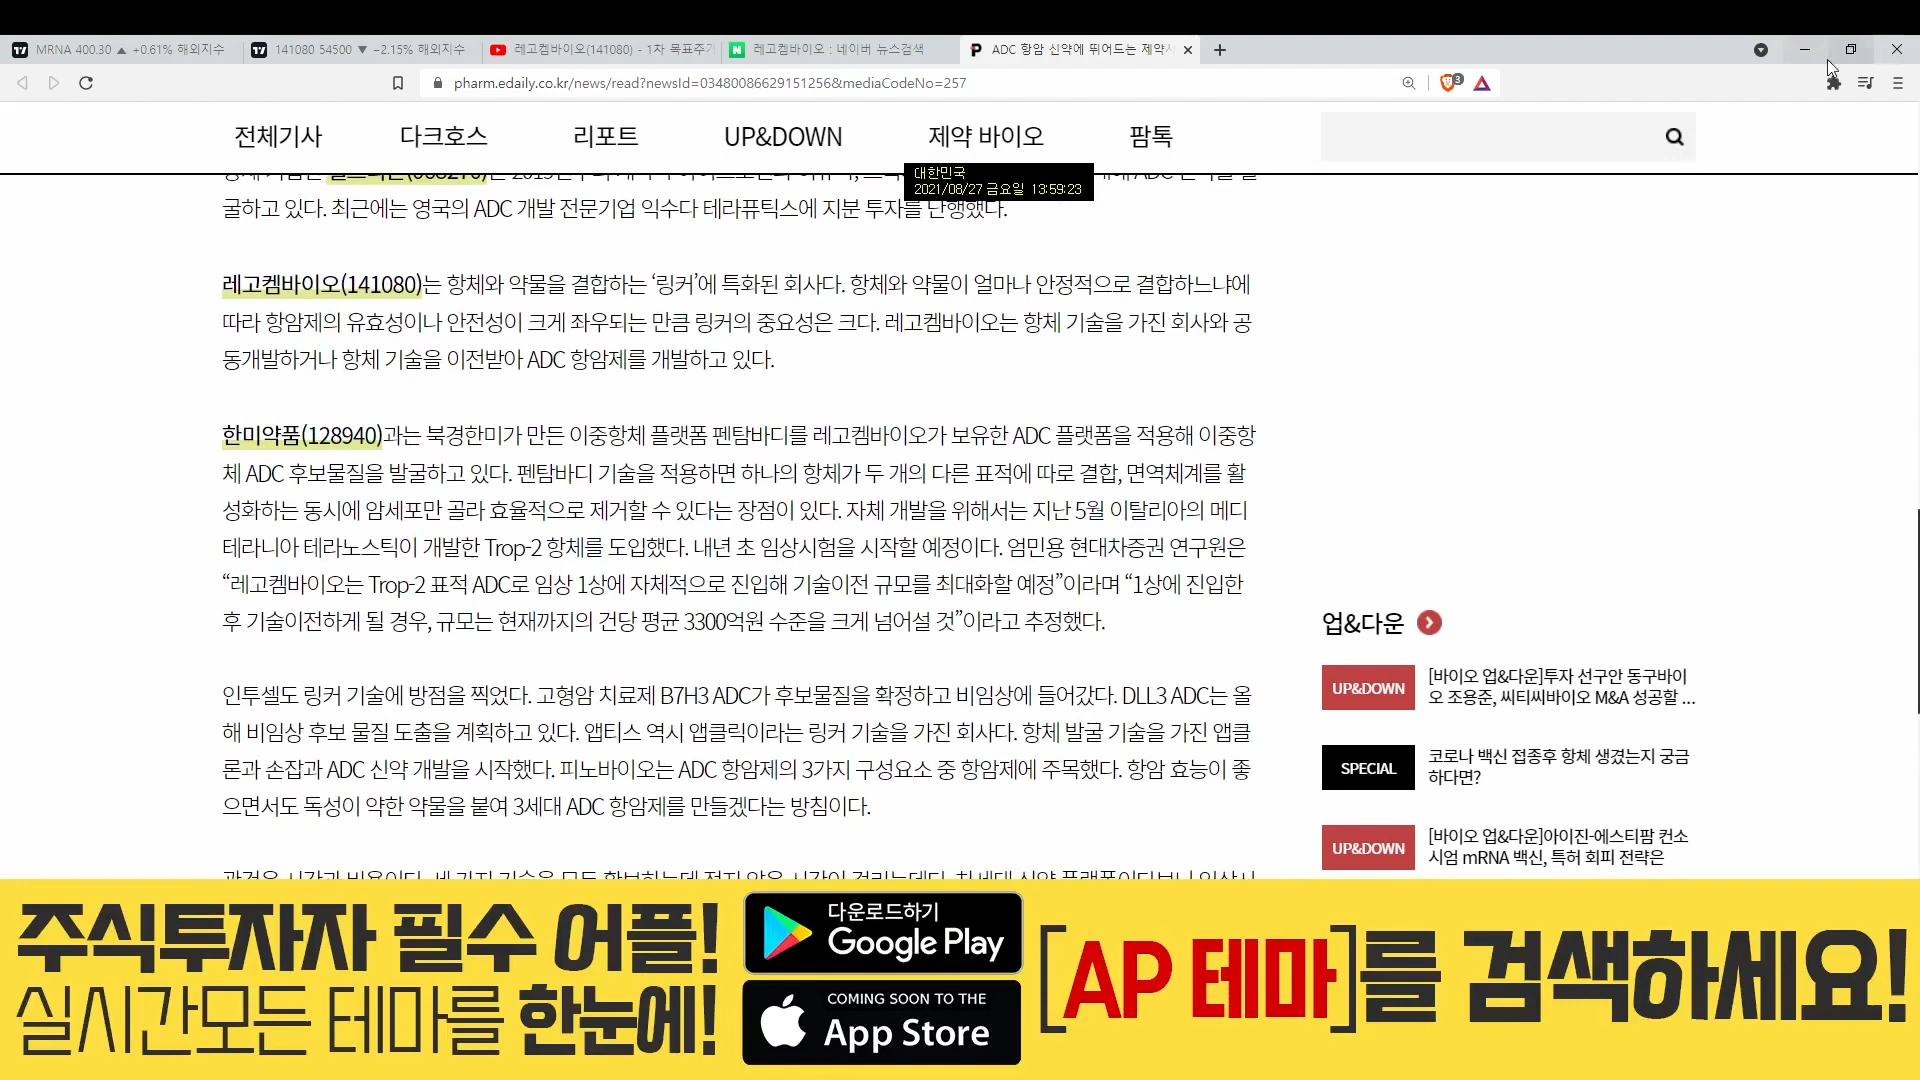 MRNA 400.30 ▲ +0.61% 해외지수
141080 54500 ▼ −2.15% 해외지수
레고켐바이오(141080) - 1차 목표주가
레고켐바이오 : 네이버 뉴스검색
ADC 항암 신약에 뛰어드는 제약사
pharm.edaily.co.kr/news/read?newsId=03480086629151256&mediaCodeNo=257
3
전체기사 다크호스 리포트 UP&DOWN 제약 바이오 팜톡
대한민국
2021/08/27 금요일 13:59:23
굴하고 있다. 최근에는 영국의 ADC 개발 전문기업 익수다 테라퓨틱스에 지분 투자를 단행했다.
레고켐바이오(141080)는 항체와 약물을 결합하는 ‘링커’에 특화된 회사다. 항체와 약물이 얼마나 안정적으로 결합하느냐에
따라 항암제의 유효성이나 안전성이 크게 좌우되는 만큼 링커의 중요성은 크다. 레고켐바이오는 항체 기술을 가진 회사와 공
동개발하거나 항체 기술을 이전받아 ADC 항암제를 개발하고 있다.
한미약품(128940)과는 북경한미가 만든 이중항체 플랫폼 펜탐바디를 레고켐바이오가 보유한 ADC 플랫폼을 적용해 이중항
체 ADC 후보물질을 발굴하고 있다. 펜탐바디 기술을 적용하면 하나의 항체가 두 개의 다른 표적에 따로 결합, 면역체계를 활
성화하는 동시에 암세포만 골라 효율적으로 제거할 수 있다는 장점이 있다. 자체 개발을 위해서는 지난 5월 이탈리아의 메디
테라니아 테라노스틱이 개발한 Trop-2 항체를 도입했다. 내년 초 임상시험을 시작할 예정이다. 엄민용 현대차증권 연구원은
“레고켐바이오는 Trop-2 표적 ADC로 임상 1상에 자체적으로 진입해 기술이전 규모를 최대화할 예정”이라며 “1상에 진입한
후 기술이전하게 될 경우, 규모는 현재까지의 건당 평균 3300억원 수준을 크게 넘어설 것”이라고 추정했다.
인투셀도 링커 기술에 방점을 찍었다. 고형암 치료제 B7H3 ADC가 후보물질을 확정하고 비임상에 들어갔다. DLL3 ADC는 올
해 비임상 후보 물질 도출을 계획하고 있다. 앱티스 역시 앱클릭이라는 링커 기술을 가진 회사다. 항체 발굴 기술을 가진 앱클
론과 손잡과 ADC 신약 개발을 시작했다. 피노바이오는 ADC 항암제의 3가지 구성요소 중 항암제에 주목했다. 항암 효능이 좋
으면서도 독성이 약한 약물을 붙여 3세대 ADC 항암제를 만들겠다는 방침이다.
업&다운
UP&DOWN
[바이오 업&다운]투자 선구안 동구바이
오 조용준, 씨티씨바이오 M&A 성공할 ...
SPECIAL
코로나 백신 접종후 항체 생겼는지 궁금
하다면?
UP&DOWN
[바이오 업&다운]아이진-에스티팜 컨소
시엄 mRNA 백신, 특허 회피 전략은
주식투자자 필수 어플!
실시간모든 테마를 한눈에!
다운로드하기
Google Play
COMING SOON TO THE
App Store
[AP 테마]를 검색하세요!